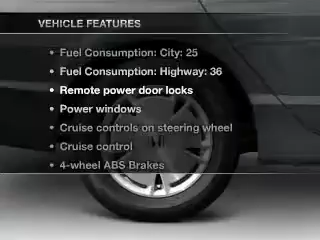 VEHICLE FEATURES
• Fuel Consumption: City: 25
• Fuel Consumption: Highway: 36
• Remote power door locks
• Power windows
• Cruise controls on steering wheel
• Cruise control
• 4-wheel ABS Brakes